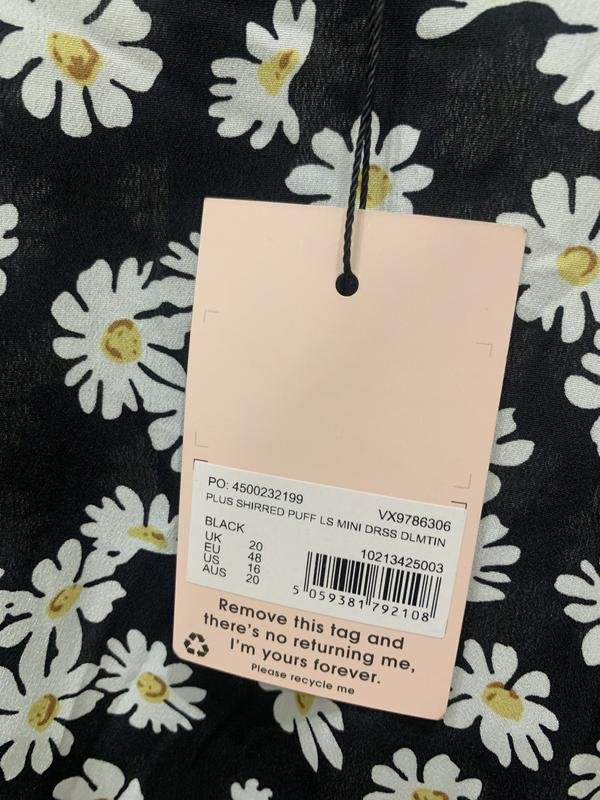 PO: 4500232199
VX9786306
PLUS SHIRRED PUFF LS MINI DRSS DLMTIN
BLACK
10213425003
UK 20
EU 48
US 16
AUS 20
5 059381 792108
Remove this tag and
there's no returning me,
I'm yours forever.
Please recycle me